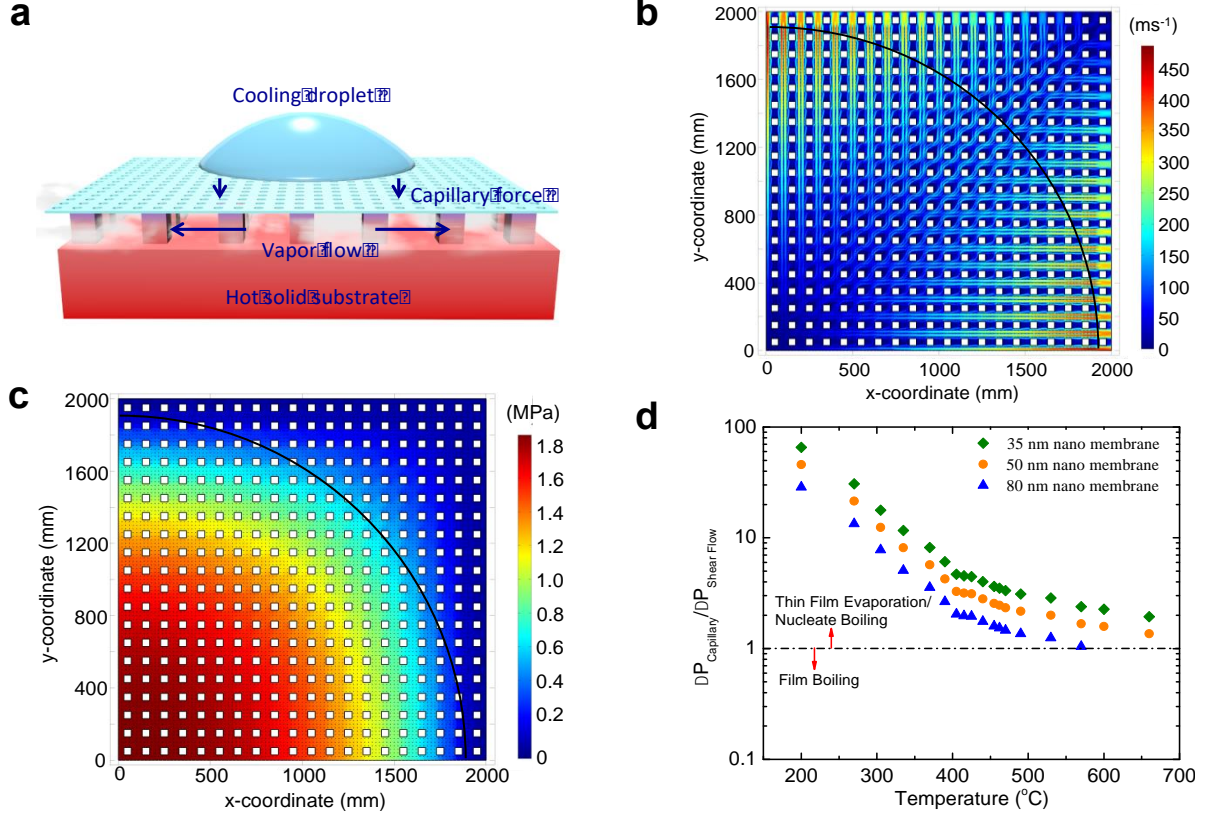 a
Cooling droplet
Capillary force
Vapor flow
Hot solid substrate
b
(ms⁻¹)
2000
1600
1200
800
400
0
y-coordinate (mm)
0
500
1000
1500
2000
x-coordinate (mm)
450
400
350
300
250
200
150
100
50
0
c
(MPa)
2000
1600
1200
800
400
0
y-coordinate (mm)
0
500
1000
1500
2000
x-coordinate (mm)
1.8
1.6
1.4
1.2
1.0
0.8
0.6
0.4
0.2
0
d
100
10
1
0.1
DP Capillary/DP Shear Flow
35 nm nano membrane
50 nm nano membrane
80 nm nano membrane
Thin Film Evaporation/
Nucleate Boiling
Film Boiling
200
300
400
500
600
700
Temperature (°C)